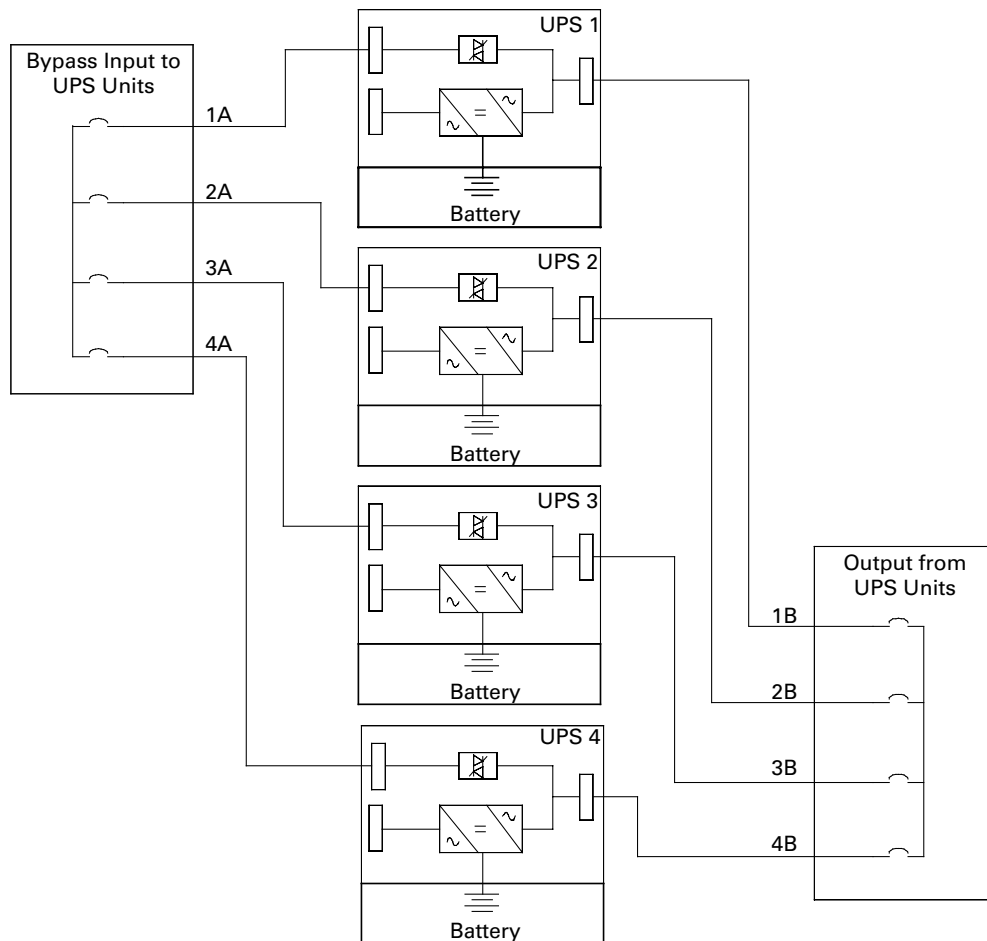 Bypass Input to
UPS Units
1A
2A
3A
4A
UPS 1
Battery
UPS 2
Battery
UPS 3
Battery
UPS 4
Battery
Output from
UPS Units
1B
2B
3B
4B